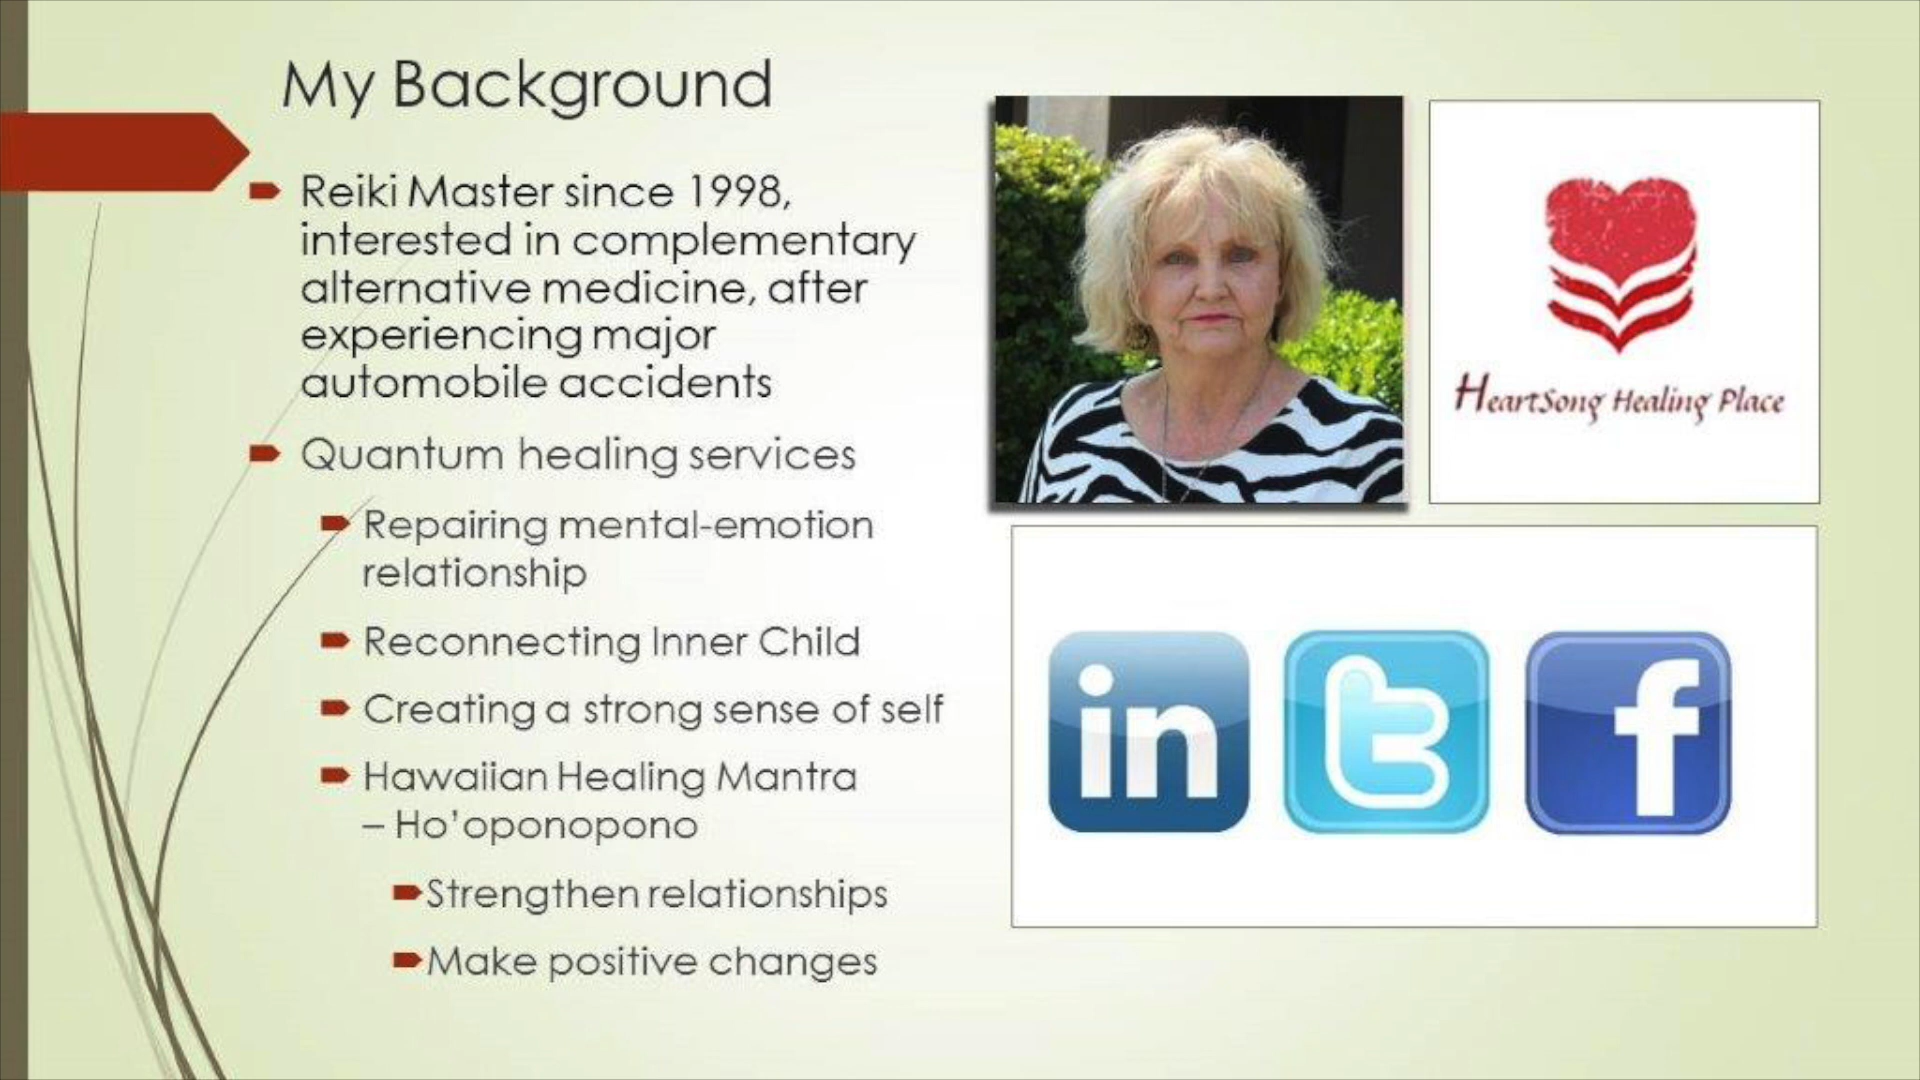 My Background
Reiki Master since 1998,
interested in complementary
alternative medicine, after
experiencing major
automobile accidents
Quantum healing services
Repairing mental-emotion
relationship
Reconnecting Inner Child
Creating a strong sense of self
Hawaiian Healing Mantra
– Ho’oponopono
Strengthen relationships
Make positive changes
HeartSong Healing Place
in t f